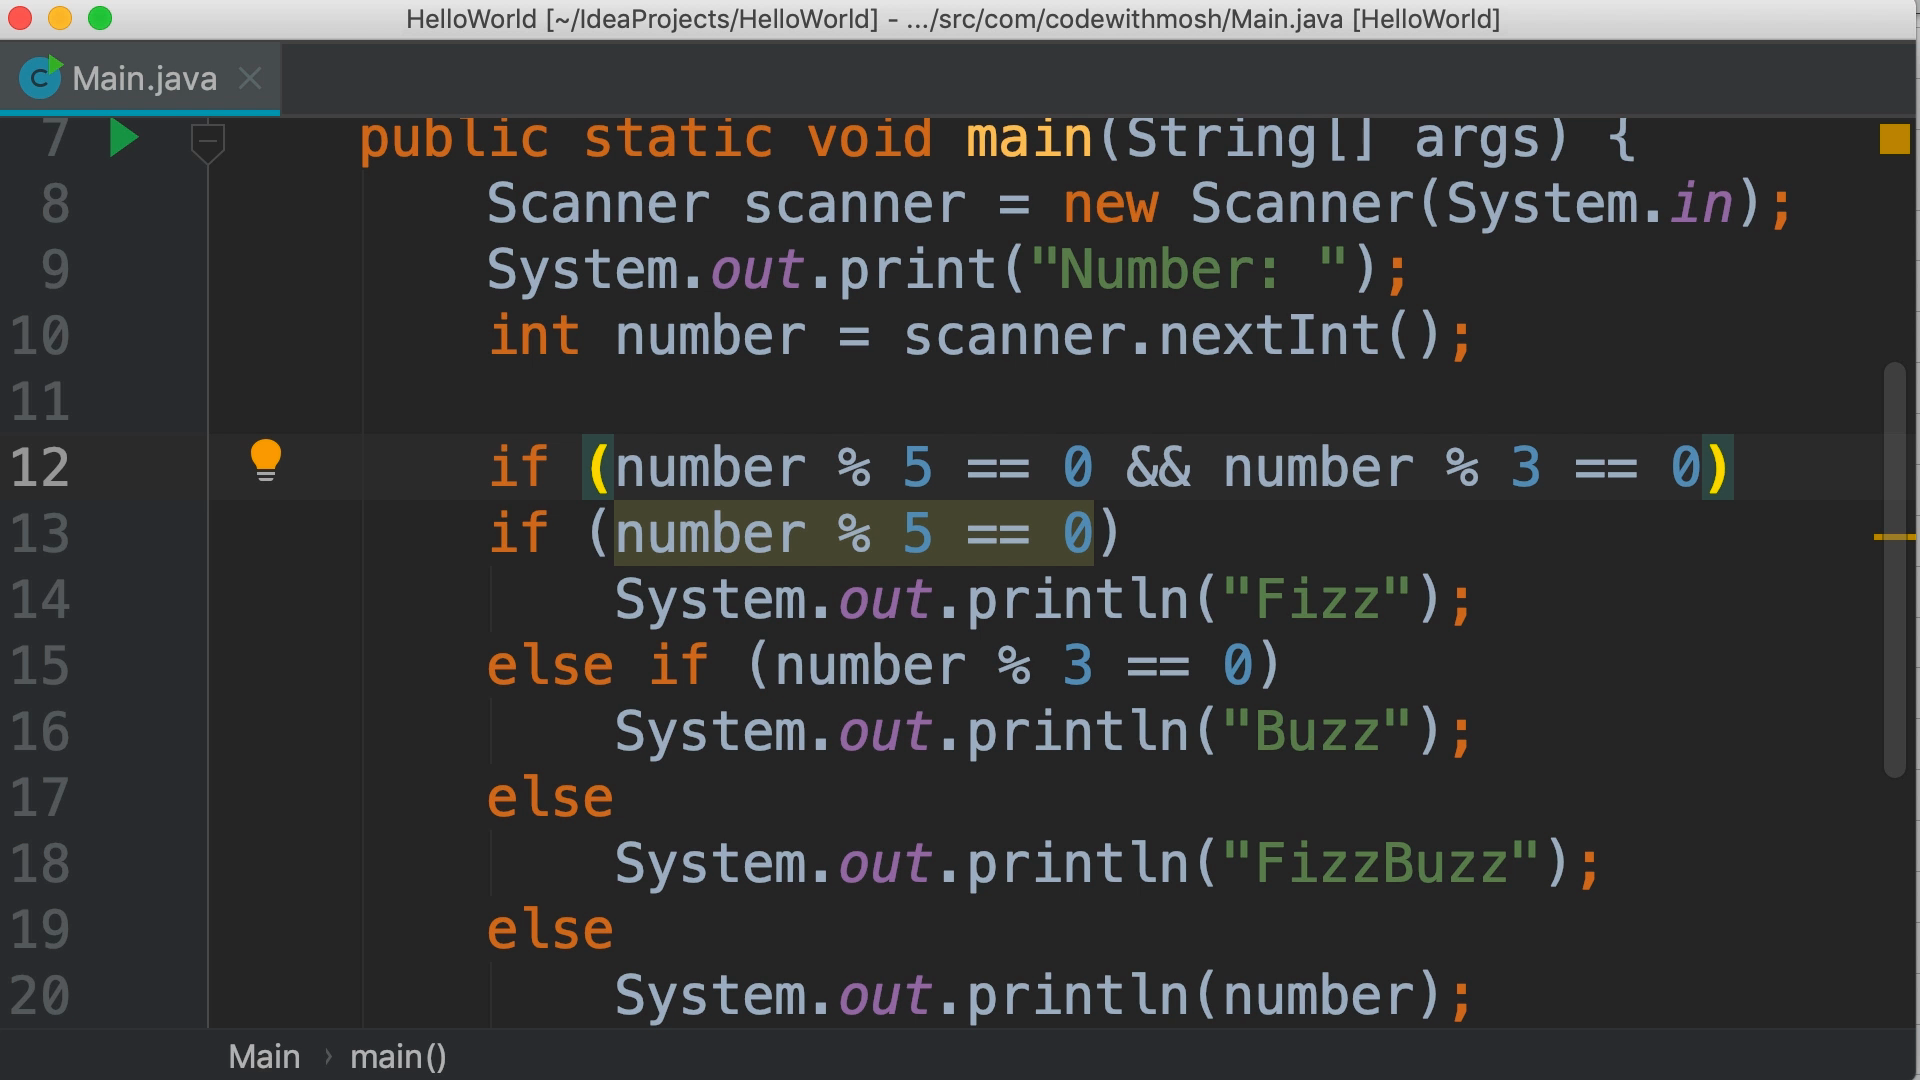 HelloWorld [~/IdeaProjects/HelloWorld] - .../src/com/codewithmosh/Main.java [HelloWorld]
C Main.java
7 public static void main(String[] args) {
8 Scanner scanner = new Scanner(System.in);
9 System.out.print("Number: ");
10 int number = scanner.nextInt();
11
12 if (number % 5 == 0 && number % 3 == 0)
13 if (number % 5 == 0)
14 System.out.println("Fizz");
15 else if (number % 3 == 0)
16 System.out.println("Buzz");
17 else
18 System.out.println("FizzBuzz");
19 else
20 System.out.println(number);
Main › main()